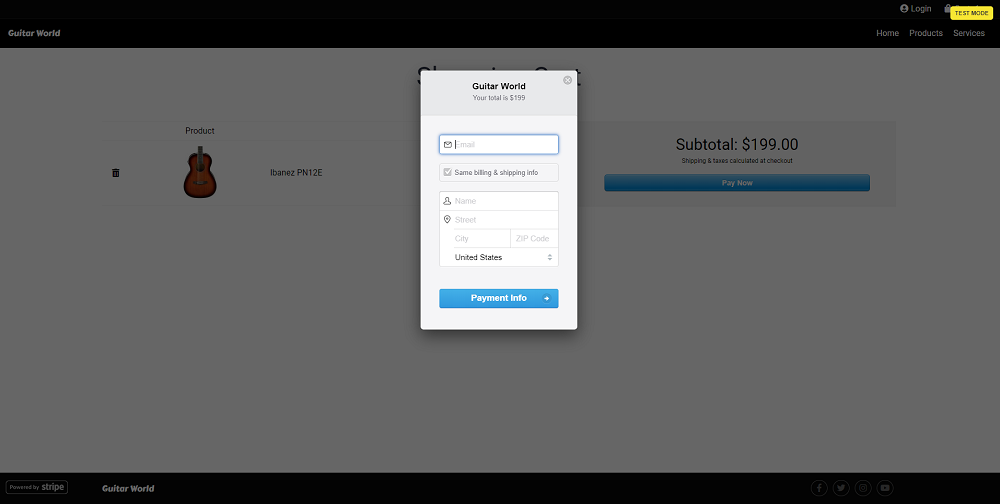 Login
TEST MODE
Guitar World
Home Products Services
Guitar World
Your total is $199
Product
Email
Subtotal: $199.00
Shipping & taxes calculated at checkout
Ibanez PN12E
Same billing & shipping info
Pay Now
Name
Street
City ZIP Code
United States
Payment Info
Powered by stripe
Guitar World